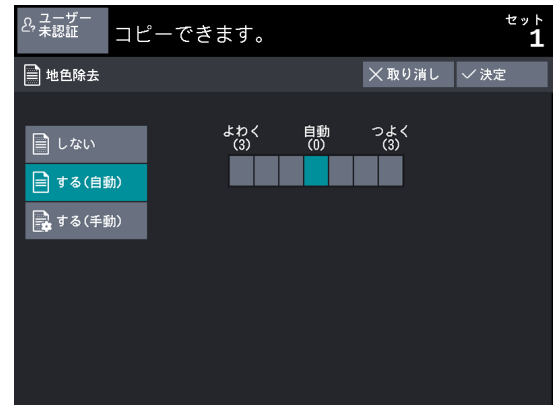 ユーザー
未認証
コピーできます。
セット
1
地色除去
取り消し
決定
しない
する(自動)
する(手動)
よわく
(3)
自動
(0)
つよく
(3)